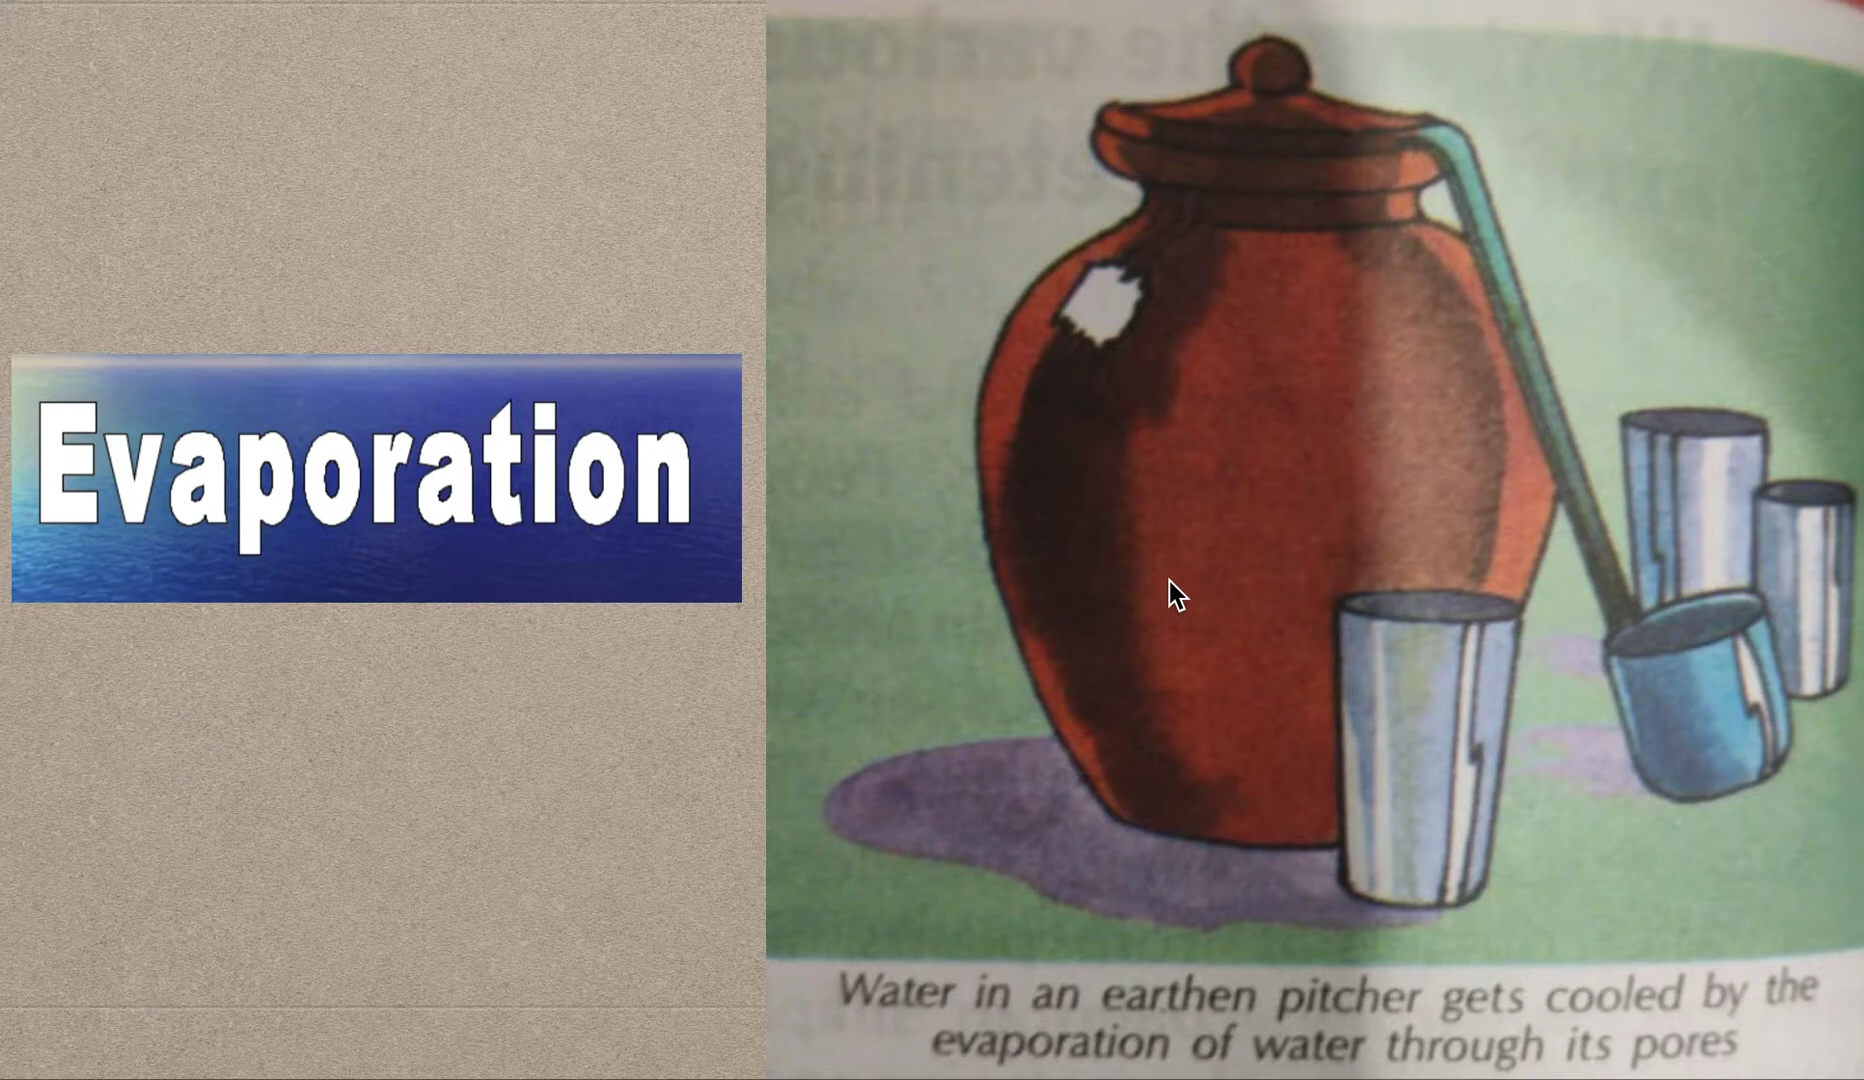 Evaporation
Water in an earthen pitcher gets cooled by the
evaporation of water through its pores